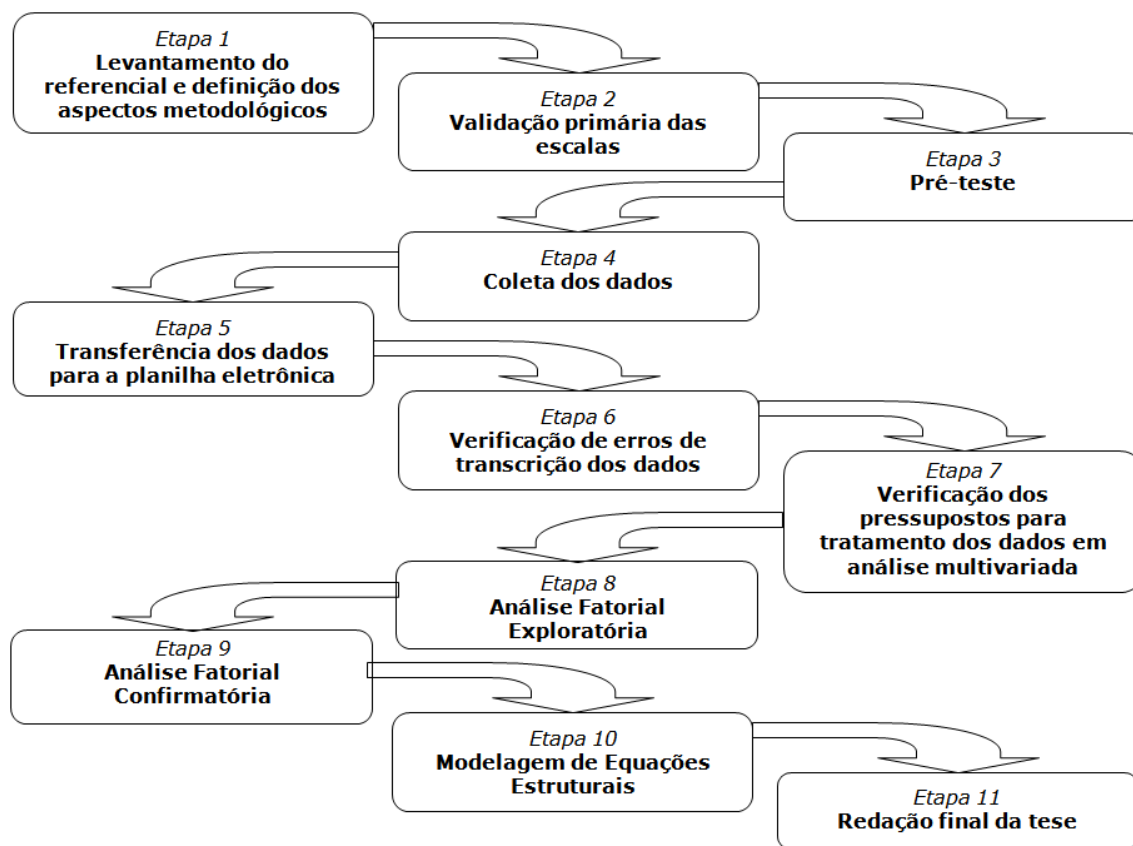 Etapa 1
Levantamento do
referencial e definição dos
aspectos metodológicos
Etapa 2
Validação primária das
escalas
Etapa 3
Pré-teste
Etapa 4
Coleta dos dados
Etapa 5
Transferência dos dados
para a planilha eletrônica
Etapa 6
Verificação de erros de
transcrição dos dados
Etapa 7
Verificação dos
pressupostos para
tratamento dos dados em
análise multivariada
Etapa 8
Análise Fatorial
Exploratória
Etapa 9
Análise Fatorial
Confirmatória
Etapa 10
Modelagem de Equações
Estruturais
Etapa 11
Redação final da tese